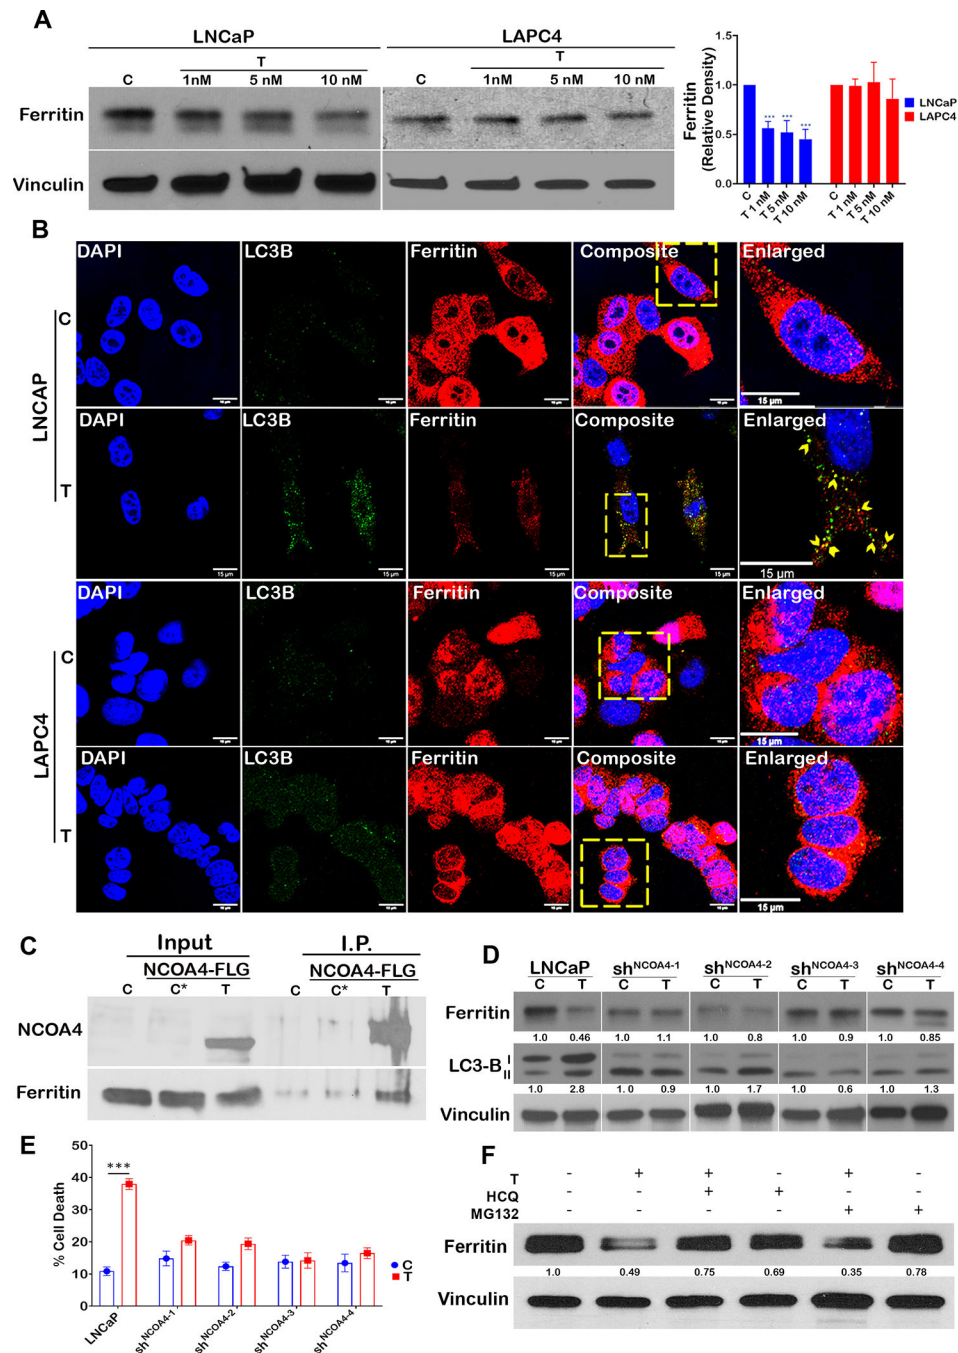 A
LNCaP
LAPC4
T
T
C
1nM
5 nM
10 nM
C
1nM
5 nM
10 nM
Ferritin
Vinculin
Ferritin
(Relative Density)
1.5
1.0
0.5
0.0
***
***
***
C
T 1 nM
T 5 nM
T 10 nM
C
T 1 nM
T 5 nM
T 10 nM
LNCaP
LAPC4
B
LNCAP
C
DAPI
LC3B
Ferritin
Composite
Enlarged
15 µm
T
DAPI
LC3B
Ferritin
Composite
Enlarged
15 µm
15 µm
15 µm
15 µm
15 µm
LAPC4
C
DAPI
LC3B
Ferritin
Composite
Enlarged
15 µm
T
DAPI
LC3B
Ferritin
Composite
Enlarged
15 µm
C
Input
I.P.
NCOA4-FLG
NCOA4-FLG
C
C*
T
C
C*
T
NCOA4
Ferritin
D
LNCaP
shNCOA4-1
shNCOA4-2
shNCOA4-3
shNCOA4-4
C
T
C
T
C
T
C
T
C
T
Ferritin
1.0
0.46
1.0
1.1
1.0
0.8
1.0
0.9
1.0
0.85
LC3-B I
II
1.0
2.8
1.0
0.9
1.0
1.7
1.0
0.6
1.0
1.3
Vinculin
E
% Cell Death
50
40
30
20
10
0
***
LNCaP
shNCOA4-1
shNCOA4-2
shNCOA4-3
shNCOA4-4
C
T
F
T - + + - + -
HCQ - - + + - -
MG132 - - - - + +
Ferritin
1.0
0.49
0.75
0.69
0.35
0.78
Vinculin